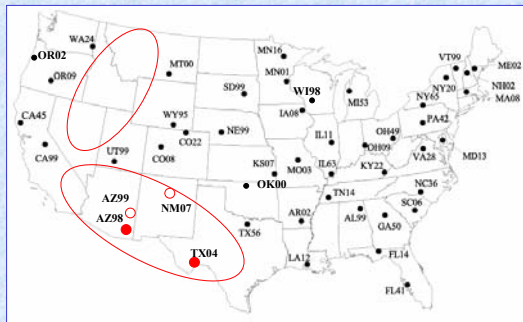 WA24
OR02
OR09
MT00
MN16
MN01
VT99
ME02
NY20
NH02
MA08
SD99
WI98
MI53
NY65
CA45
WY95
IA08
PA42
CO22
NE99
IL11
OH49
OH09
MD13
CA99
UT99
CO08
KS07
MO03
IL63
KY22
VA28
OK00
AZ99
NM07
TN14
NC36
AZ98
AR02
SC06
TX56
AL99
GA50
TX04
LA12
FL14
FL41